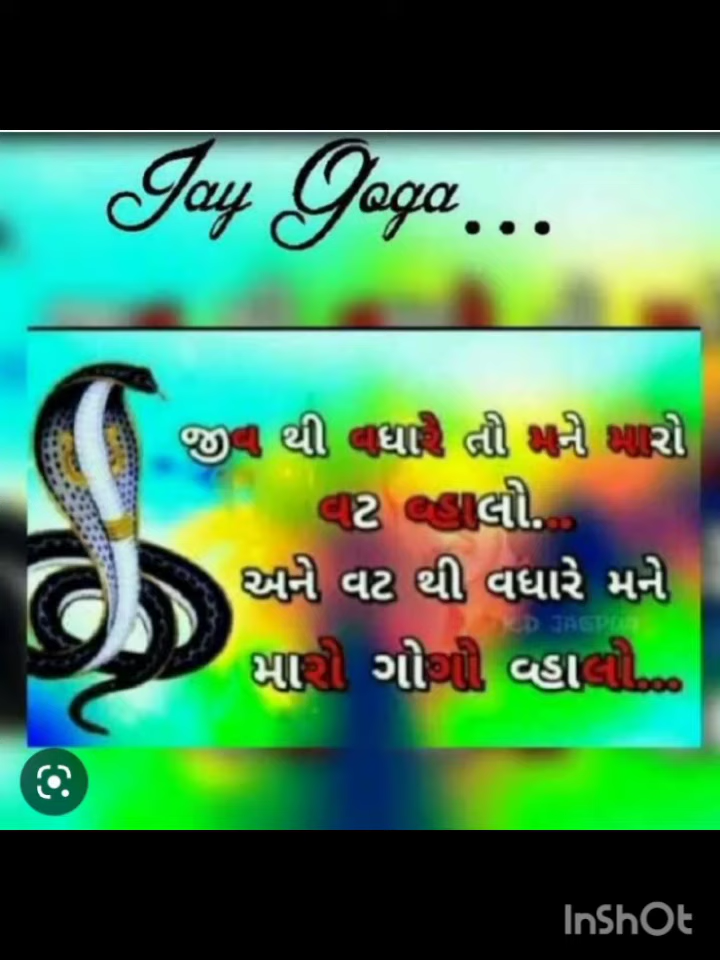 Jay Goga...
જીવ થી વધારે તો મને મારો
વટ વ્હાલો...
અને વટ થી વધારે મને
મારો ગોગો વ્હાલો...
InShOt